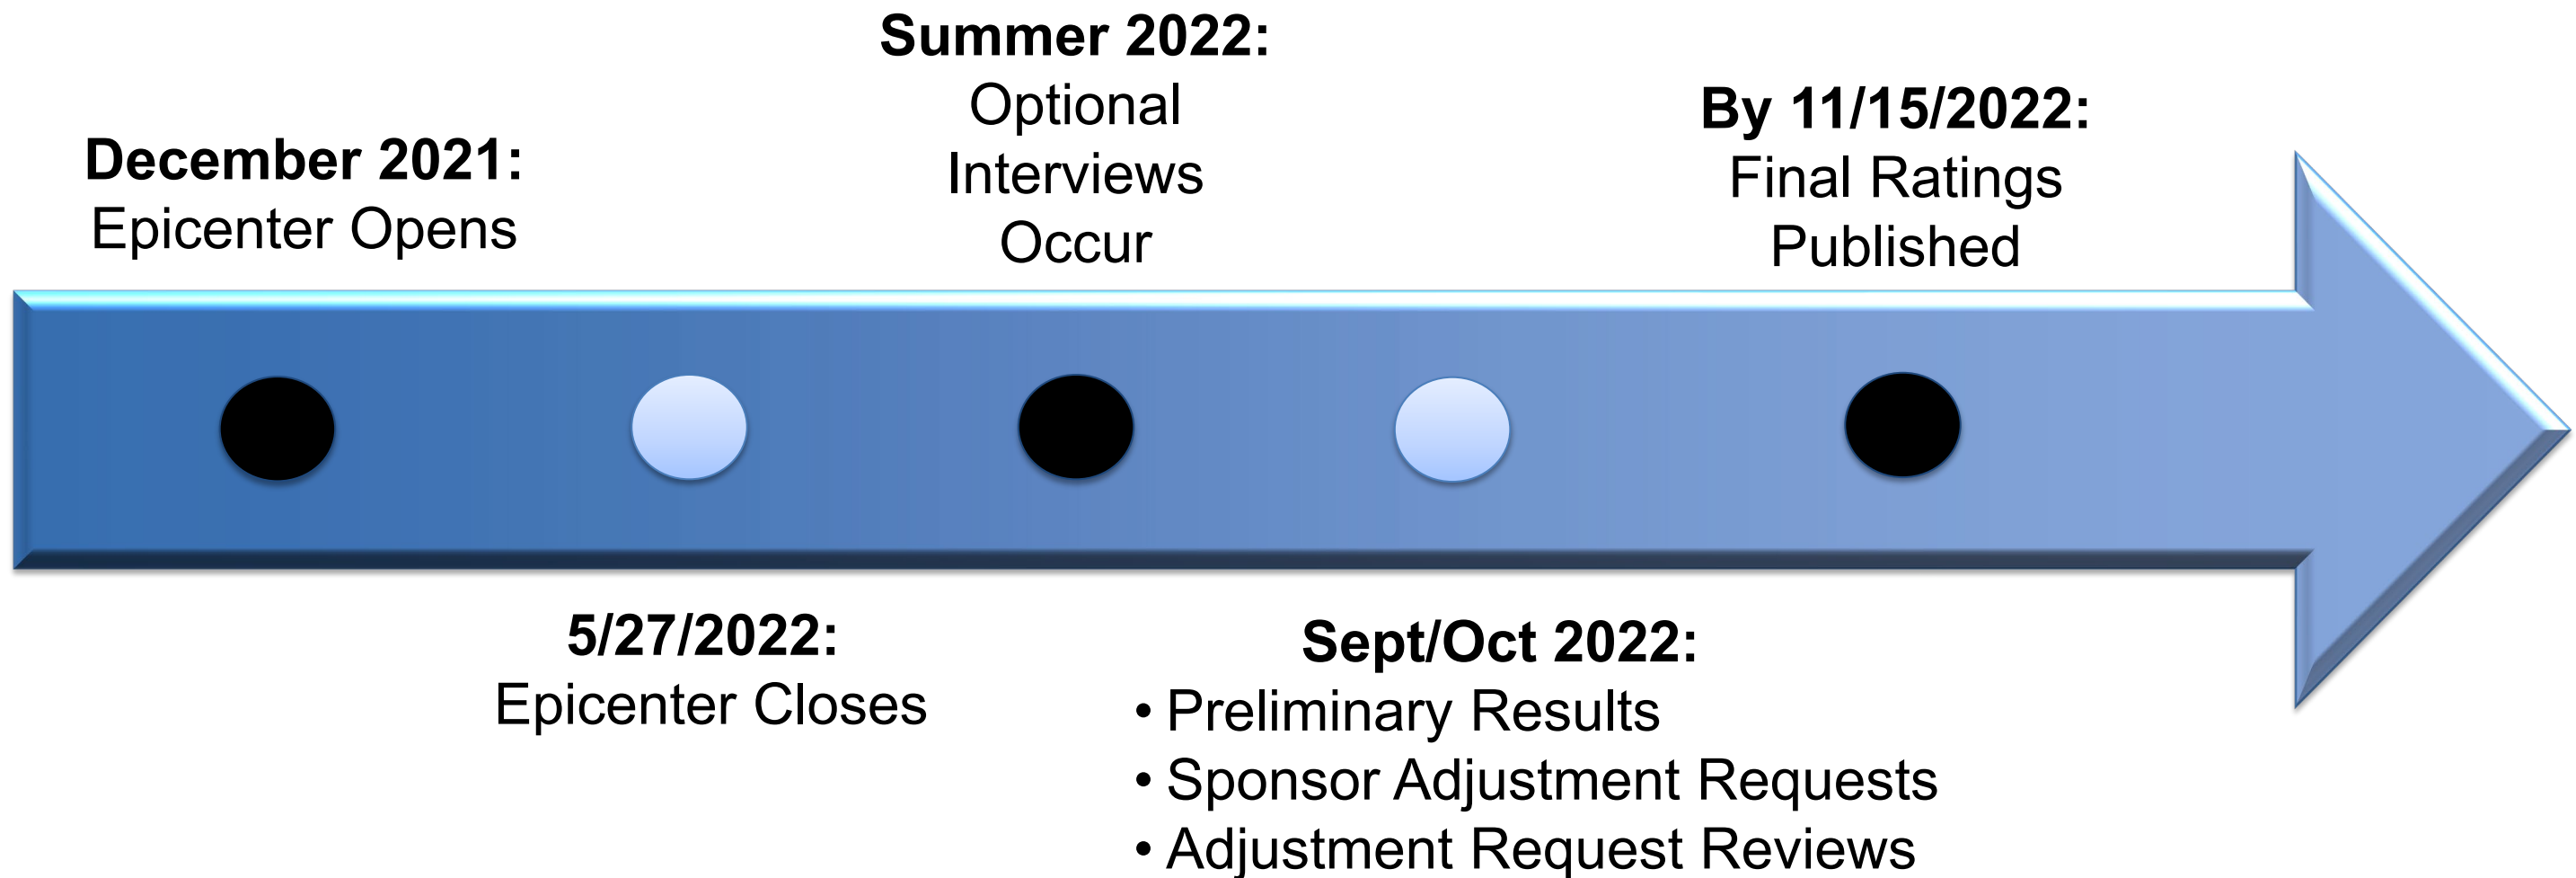 December 2021:
Epicenter Opens
5/27/2022:
Epicenter Closes
Summer 2022:
Optional
Interviews
Occur
Sept/Oct 2022:
• Preliminary Results
• Sponsor Adjustment Requests
• Adjustment Request Reviews
By 11/15/2022:
Final Ratings
Published